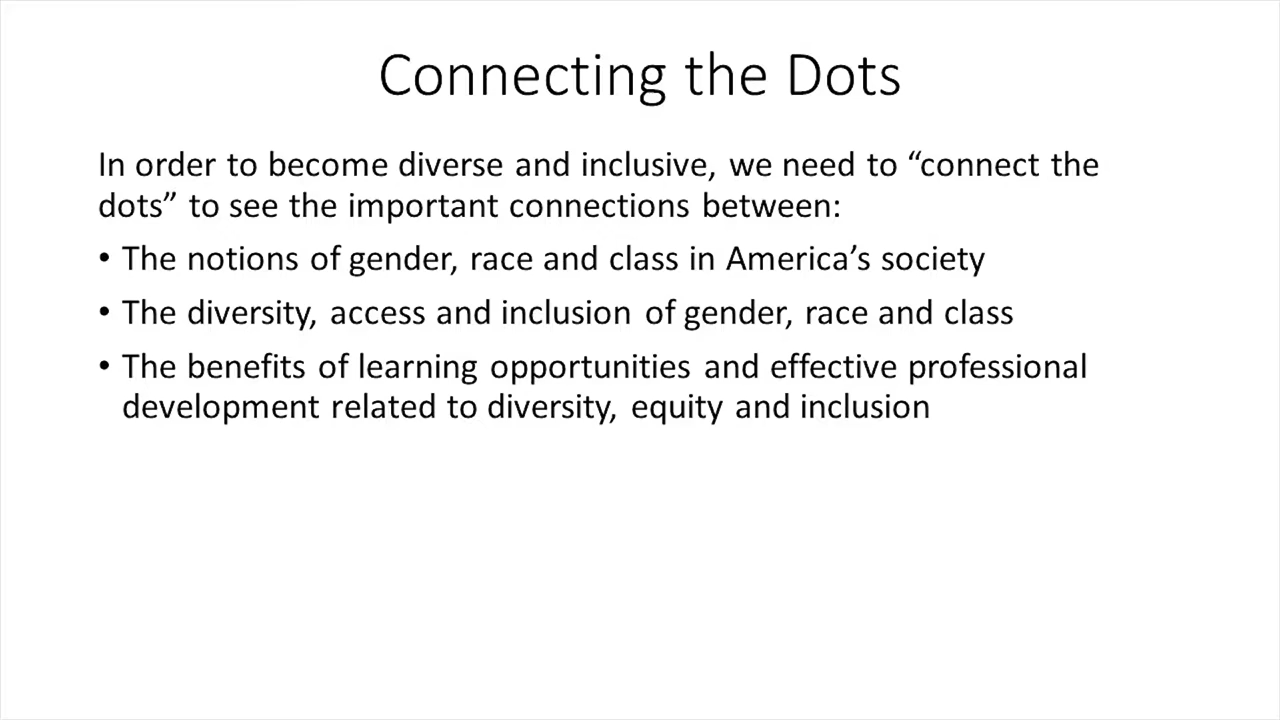 Connecting the Dots
In order to become diverse and inclusive, we need to “connect the
dots” to see the important connections between:
• The notions of gender, race and class in America’s society
• The diversity, access and inclusion of gender, race and class
• The benefits of learning opportunities and effective professional
development related to diversity, equity and inclusion